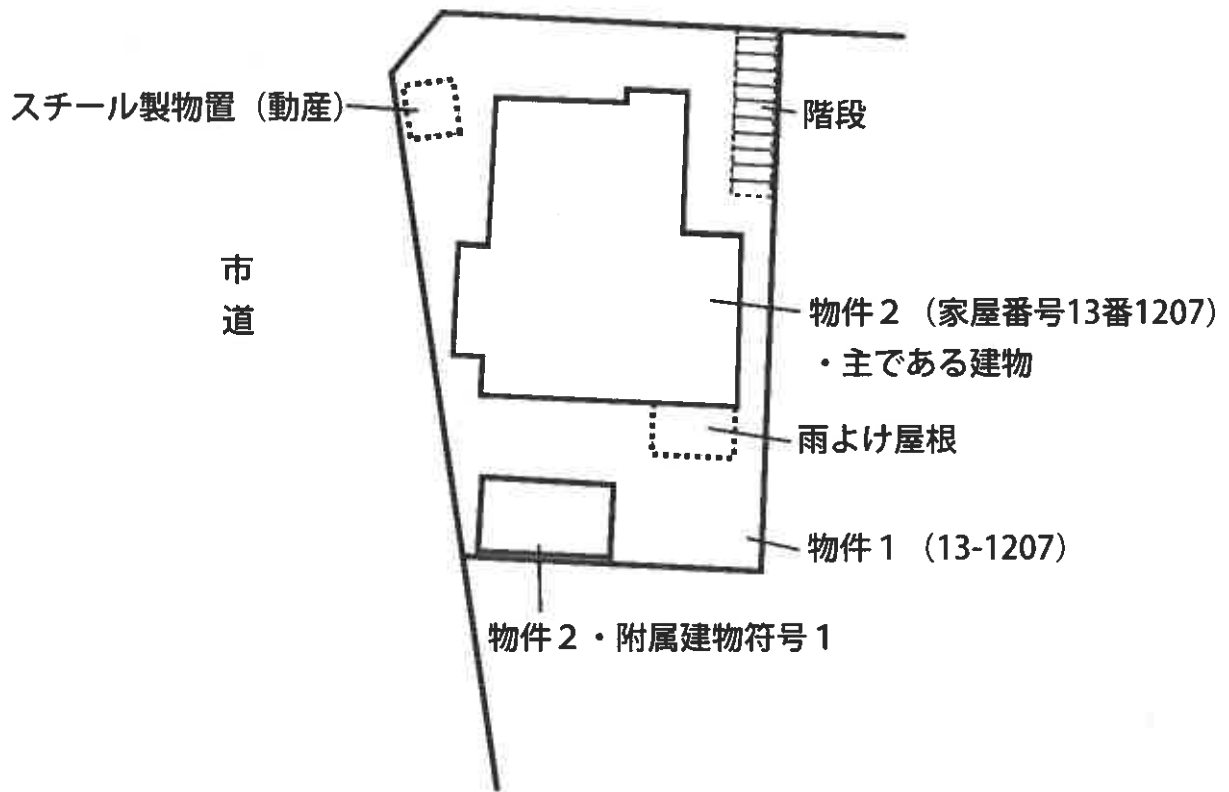 スチール製物置（動産）
階段
市
道
物件２（家屋番号13番1207）
・主である建物
雨よけ屋根
物件１（13-1207）
物件２・附属建物符号１